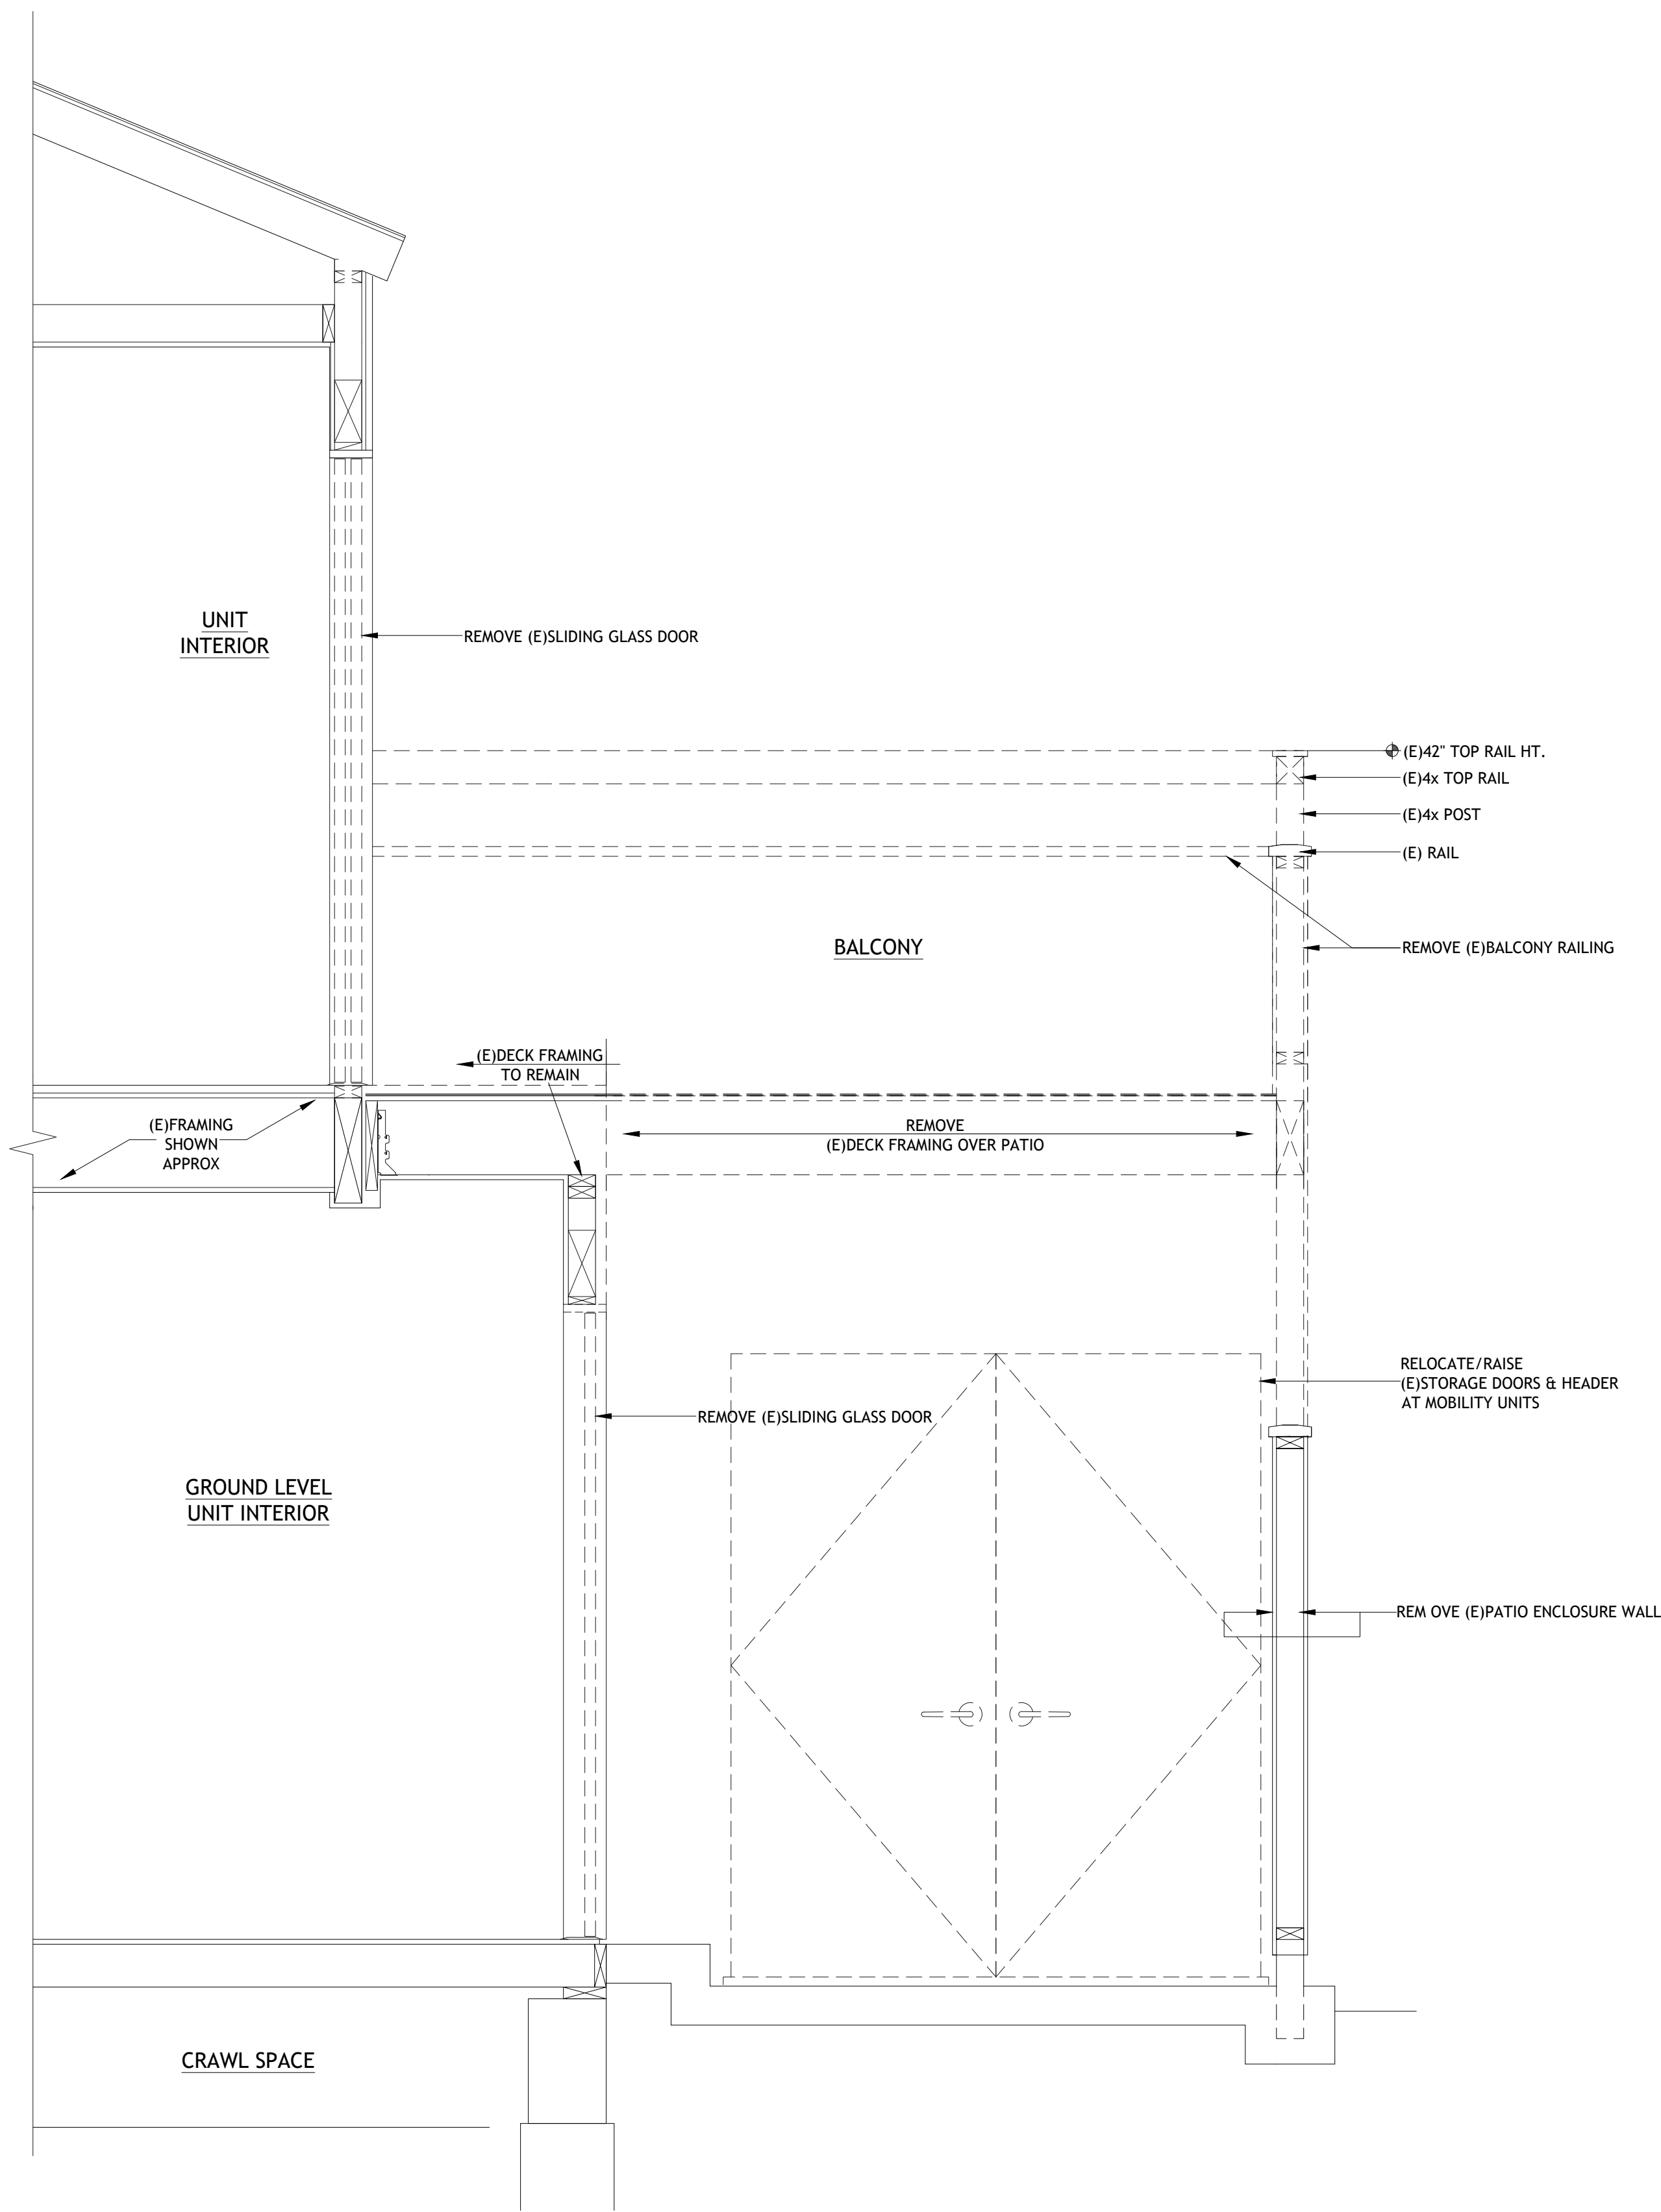 UNIT
INTERIOR
REMOVE (E)SLIDING GLASS DOOR
(E)42" TOP RAIL HT.
(E)4x TOP RAIL
(E)4x POST
(E) RAIL
BALCONY
REMOVE (E)BALCONY RAILING
(E)DECK FRAMING
TO REMAIN
(E)FRAMING
SHOWN
APPROX
REMOVE
(E)DECK FRAMING OVER PATIO
RELOCATE/RAISE
(E)STORAGE DOORS & HEADER
AT MOBILITY UNITS
REMOVE (E)SLIDING GLASS DOOR
GROUND LEVEL
UNIT INTERIOR
REM OVE (E)PATIO ENCLOSURE WALL
CRAWL SPACE